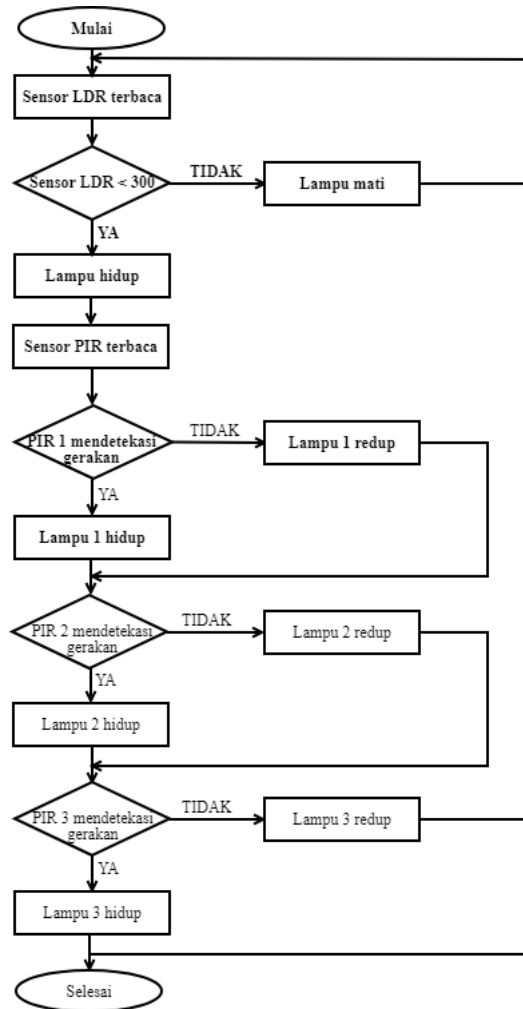 Mulai
Sensor LDR terbaca
Sensor LDR < 300
TIDAK
Lampu mati
YA
Lampu hidup
Sensor PIR terbaca
PIR 1 mendetekasi
gerakan
TIDAK
Lampu 1 redup
YA
Lampu 1 hidup
PIR 2 mendetekasi
gerakan
TIDAK
Lampu 2 redup
YA
Lampu 2 hidup
PIR 3 mendetekasi
gerakan
TIDAK
Lampu 3 redup
YA
Lampu 3 hidup
Selesai